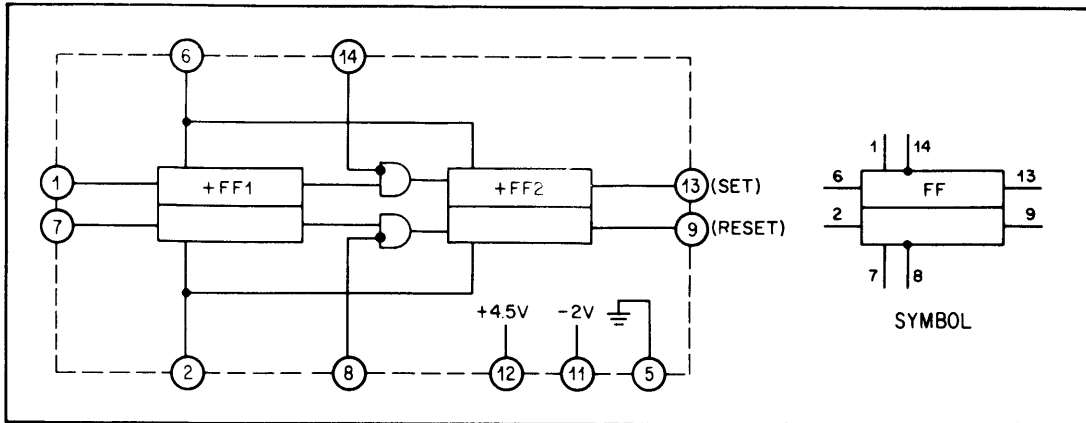 6 14
1 14
1 +FF1 +FF2 13 (SET)
6 FF 13
7 9 (RESET)
2 9
7 8
+4.5V -2V
SYMBOL
2 8 12 11 5